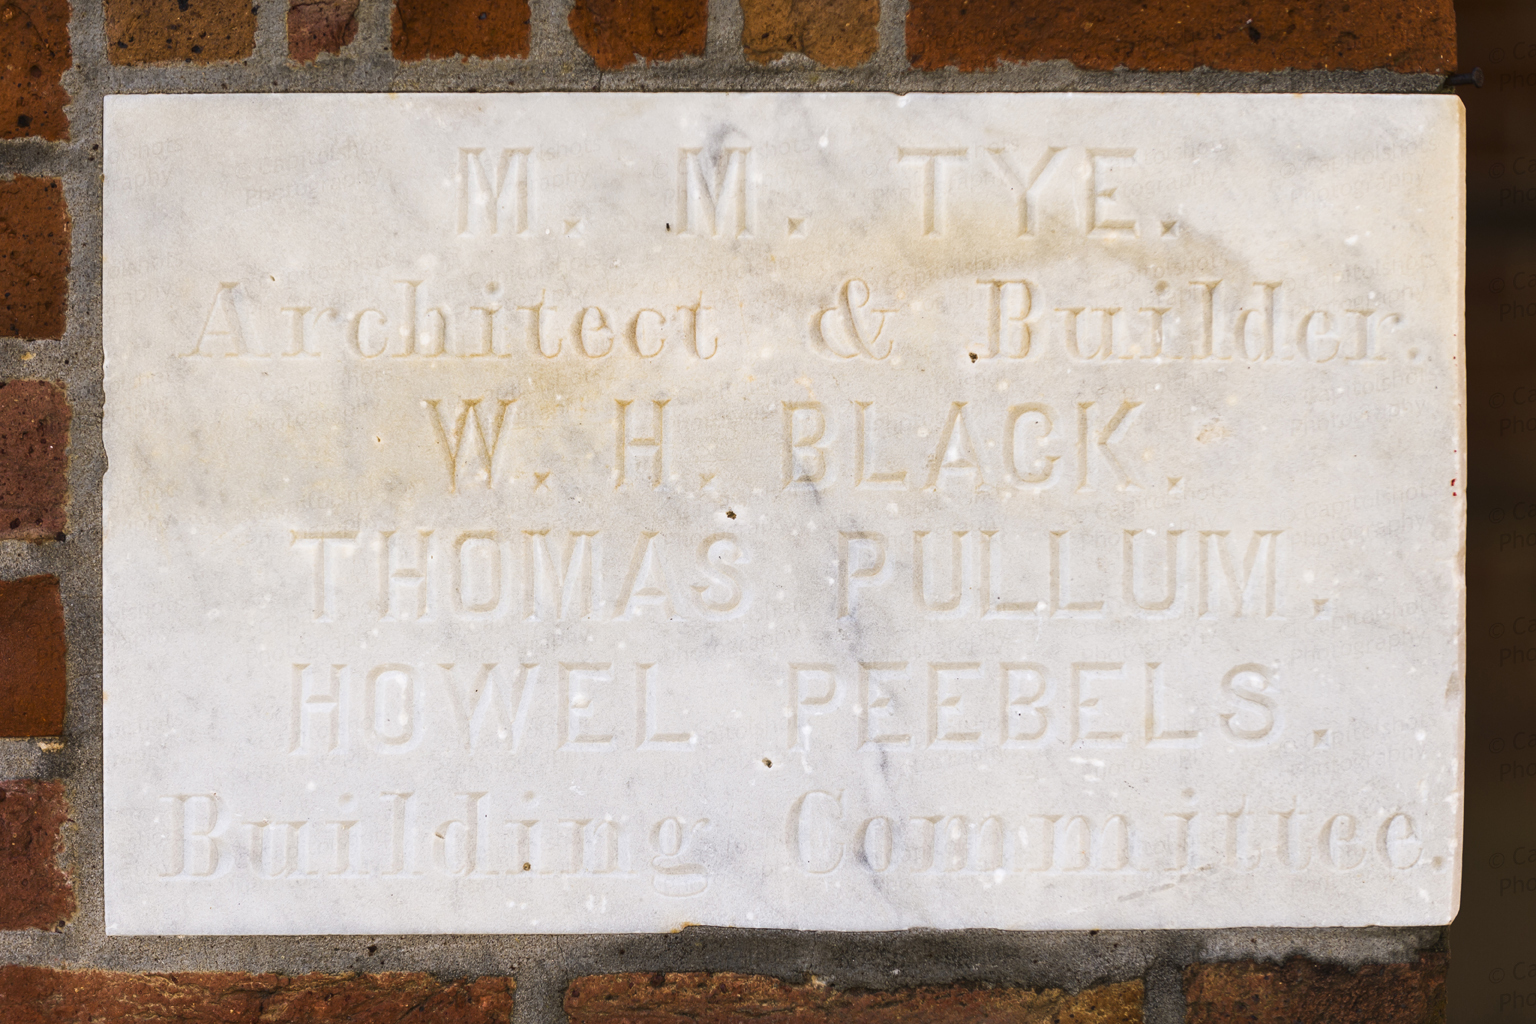 M. M. TYE.
Architect & Builder.
W. H. BLACK.
THOMAS PULLUM.
HOWEL PEEBELS.
Building Committee.